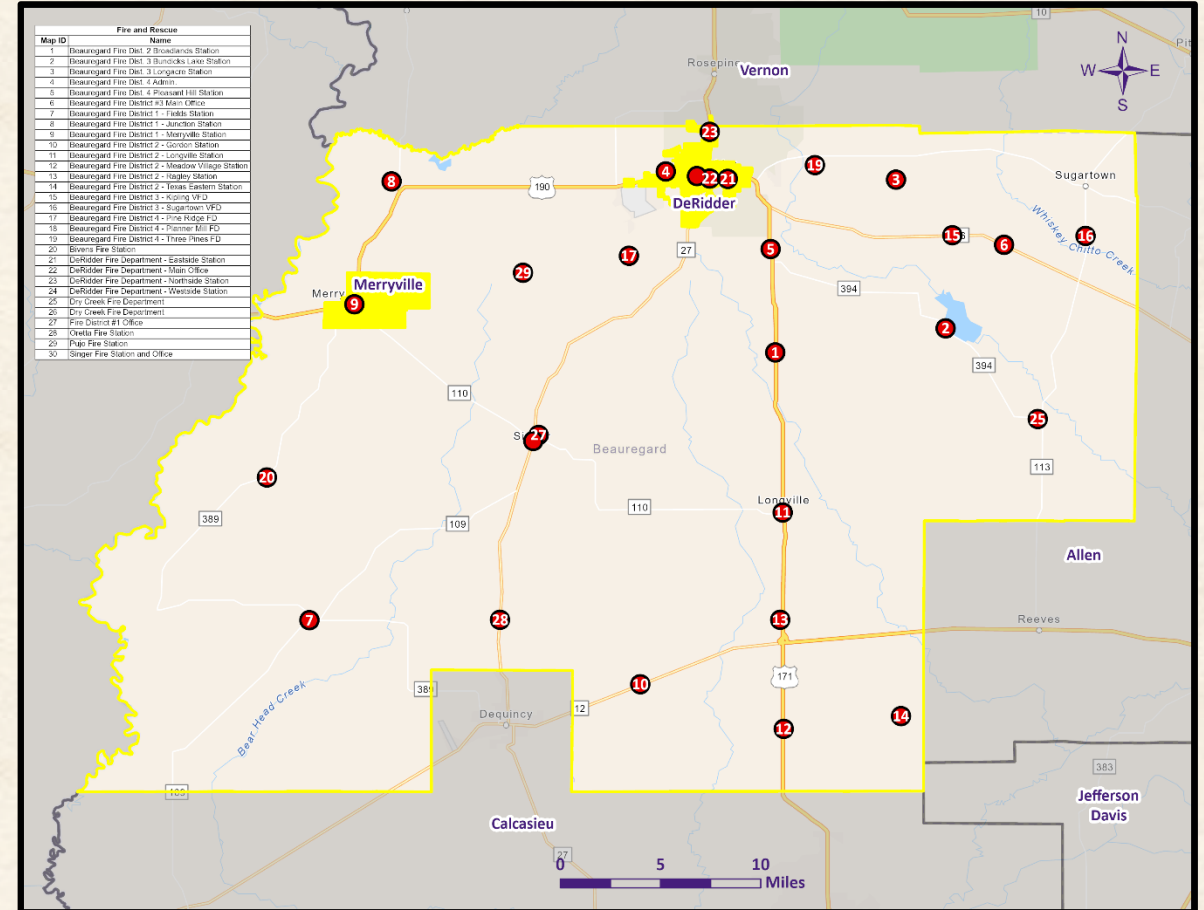 Fire and Rescue
Map ID Name
1 Beauregard Fire Dist. 2 Broadlands Station
2 Beauregard Fire Dist. 3 Bundicks Lake Station
3 Beauregard Fire Dist. 3 Longacre Station
4 Beauregard Fire Dist. 4 Admin.
5 Beauregard Fire Dist. 4 Pleasant Hill Station
6 Beauregard Fire District #3 Main Office
7 Beauregard Fire District 1 - Fields Station
8 Beauregard Fire District 1 - Junction Station
9 Beauregard Fire District 1 - Merryville Station
10 Beauregard Fire District 2 - Gordon Station
11 Beauregard Fire District 2 - Longville Station
12 Beauregard Fire District 2 - Meadow Village Station
13 Beauregard Fire District 2 - Ragley Station
14 Beauregard Fire District 2 - Texas Eastern Station
15 Beauregard Fire District 3 - Kipling VFD
16 Beauregard Fire District 3 - Sugartown VFD
17 Beauregard Fire District 4 - Pine Ridge FD
18 Beauregard Fire District 4 - Planner Mill FD
19 Beauregard Fire District 4 - Three Pines FD
20 Bivens Fire Station
21 DeRidder Fire Department - Eastside Station
22 DeRidder Fire Department - Main Office
23 DeRidder Fire Department - Northside Station
24 DeRidder Fire Department - Westside Station
25 Dry Creek Fire Department
26 Dry Creek Fire Department
27 Fire District #1 Office
28 Oretta Fire Station
29 Pujo Fire Station
30 Singer Fire Station and Office
10
N
W E
S
Rosepine
Vernon
23
19
4
22 21
3
8
190
Sugartown
DeRidder
Whiskey Chitto Creek
15
16
6
5
27
17
29
Merryville
9
394
2
1
394
110
25
27
Beauregard
113
20
110
Longville
11
389
109
Allen
7
28
13
Reeves
171
10
389
Bear Head Creek
Dequincy
12
12
14
383
Jefferson
Davis
Calcasieu
27
0 5 10
Miles